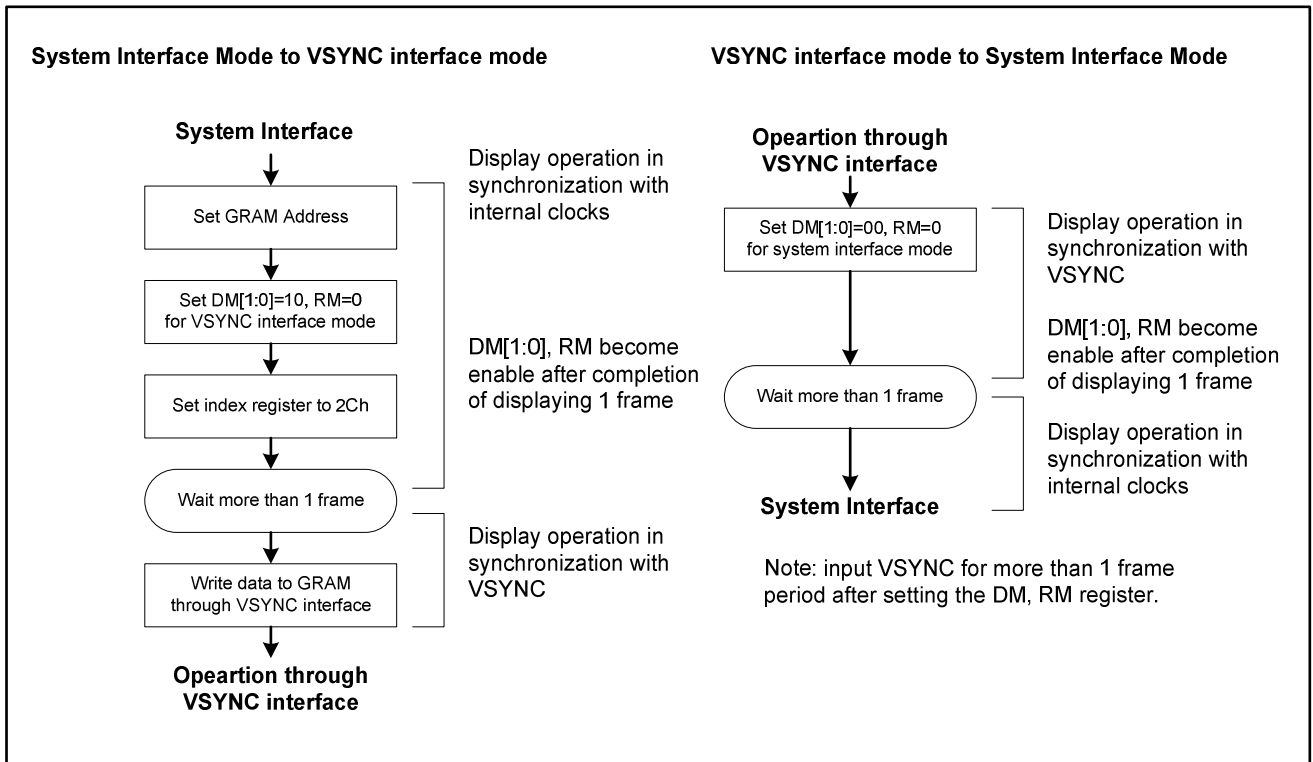 System Interface Mode to VSYNC interface mode
System Interface
Set GRAM Address
Set DM[1:0]=10, RM=0
for VSYNC interface mode
Set index register to 2Ch
Wait more than 1 frame
Write data to GRAM
through VSYNC interface
Opeartion through
VSYNC interface
Display operation in
synchronization with
internal clocks
DM[1:0], RM become
enable after completion
of displaying 1 frame
Display operation in
synchronization with
VSYNC
VSYNC interface mode to System Interface Mode
Opeartion through
VSYNC interface
Set DM[1:0]=00, RM=0
for system interface mode
Wait more than 1 frame
System Interface
Display operation in
synchronization with
VSYNC
DM[1:0], RM become
enable after completion
of displaying 1 frame
Display operation in
synchronization with
internal clocks
Note: input VSYNC for more than 1 frame
period after setting the DM, RM register.